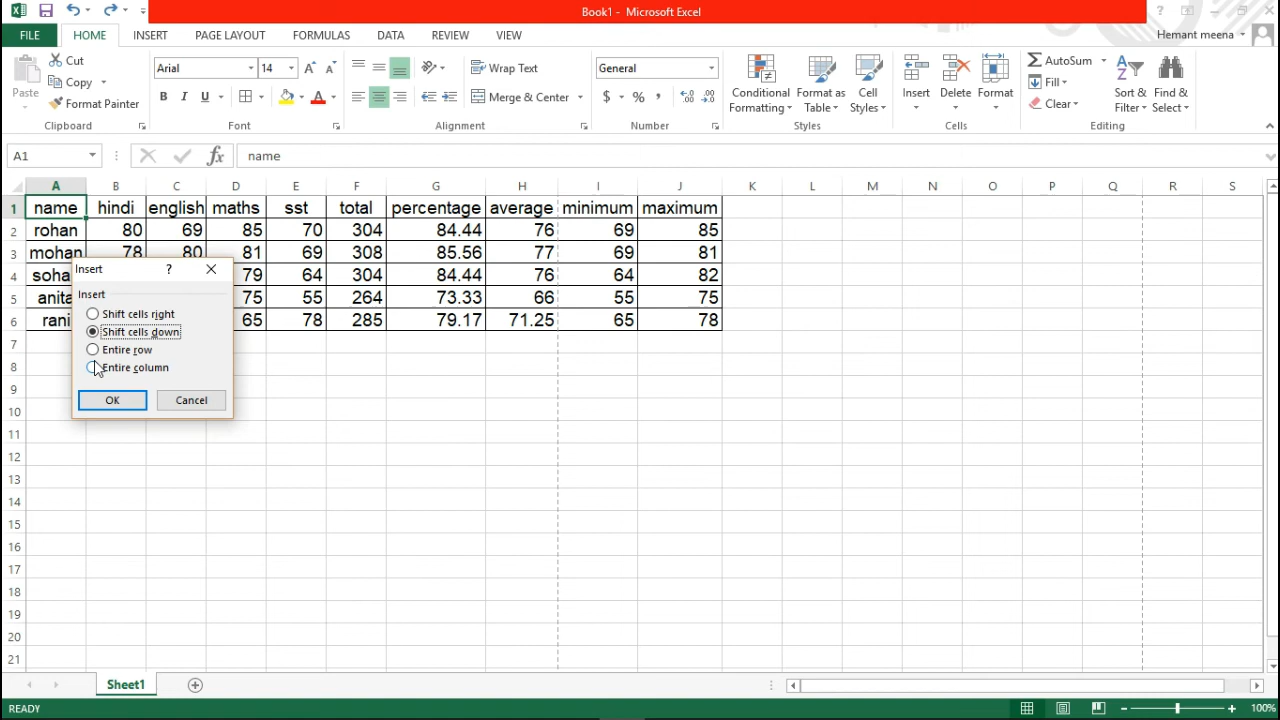 Book1 - Microsoft Excel
FILE HOME INSERT PAGE LAYOUT FORMULAS DATA REVIEW VIEW Hemant meena
Paste Cut Copy Format Painter Clipboard
Arial 14 B I U Font
Wrap Text Merge & Center Alignment
General $ % , Number
Conditional Formatting Format as Table Cell Styles Styles
Insert Delete Format Cells
AutoSum Fill Clear Sort & Filter Find & Select Editing
A1 fx name
A B C D E F G H I J K L M N O P Q R S
1 name hindi english maths sst total percentage average minimum maximum
2 rohan 80 69 85 70 304 84.44 76 69 85
3 mohan 78 80 81 69 308 85.56 77 69 81
4 soha 79 64 304 84.44 76 64 82
5 anita 75 55 264 73.33 66 55 75
6 rani 65 78 285 79.17 71.25 65 78
7
8
9
10
11
12
13
14
15
16
17
18
19
20
21
Insert ?
Insert
Shift cells right
Shift cells down
Entire row
Entire column
OK Cancel
Sheet1
READY 100%